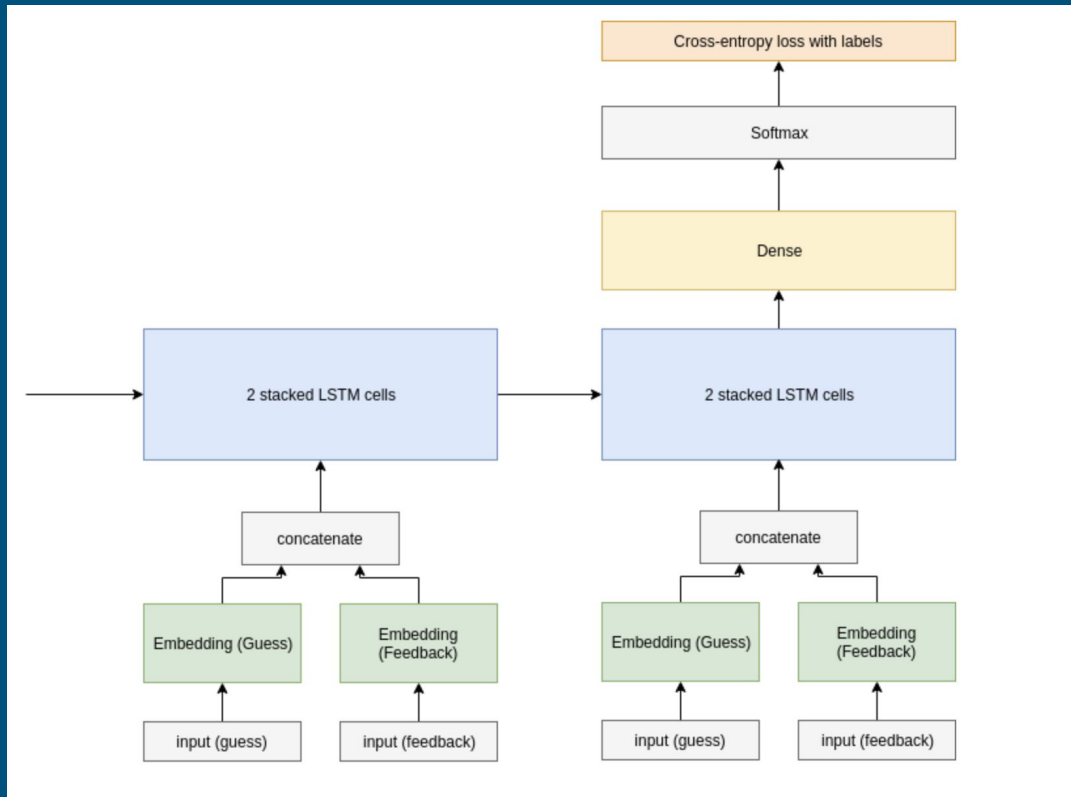 Cross-entropy loss with labels
Softmax
Dense
2 stacked LSTM cells
2 stacked LSTM cells
concatenate
concatenate
Embedding (Guess)
Embedding
(Feedback)
Embedding (Guess)
Embedding
(Feedback)
input (guess)
input (feedback)
input (guess)
input (feedback)